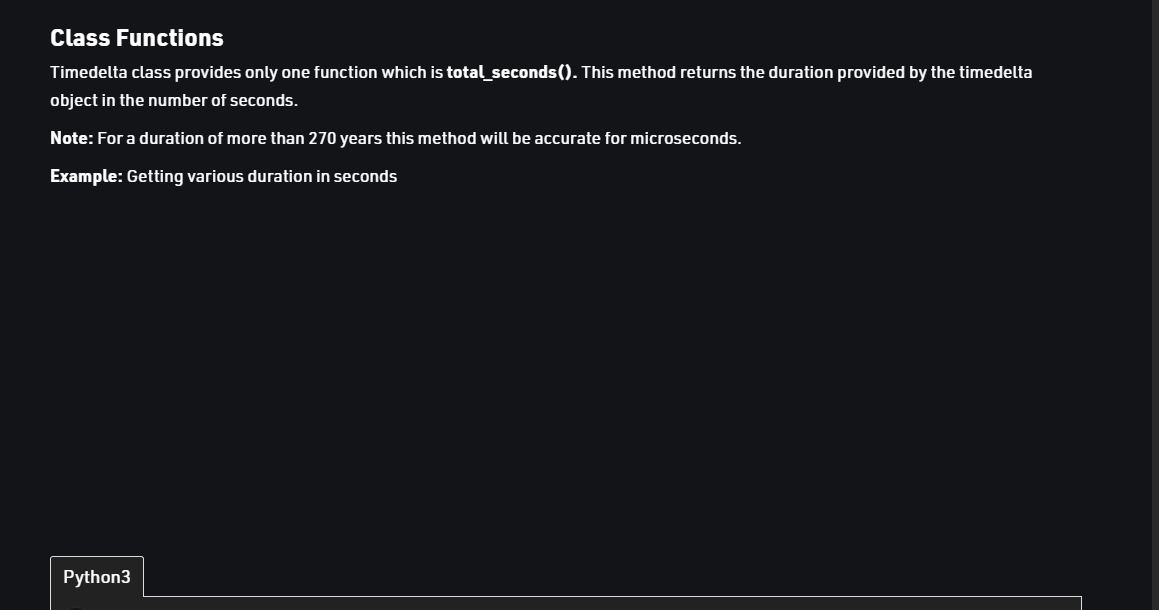 Class Functions
Timedelta class provides only one function which is total_seconds(). This method returns the duration provided by the timedelta
object in the number of seconds.
Note: For a duration of more than 270 years this method will be accurate for microseconds.
Example: Getting various duration in seconds
Python3